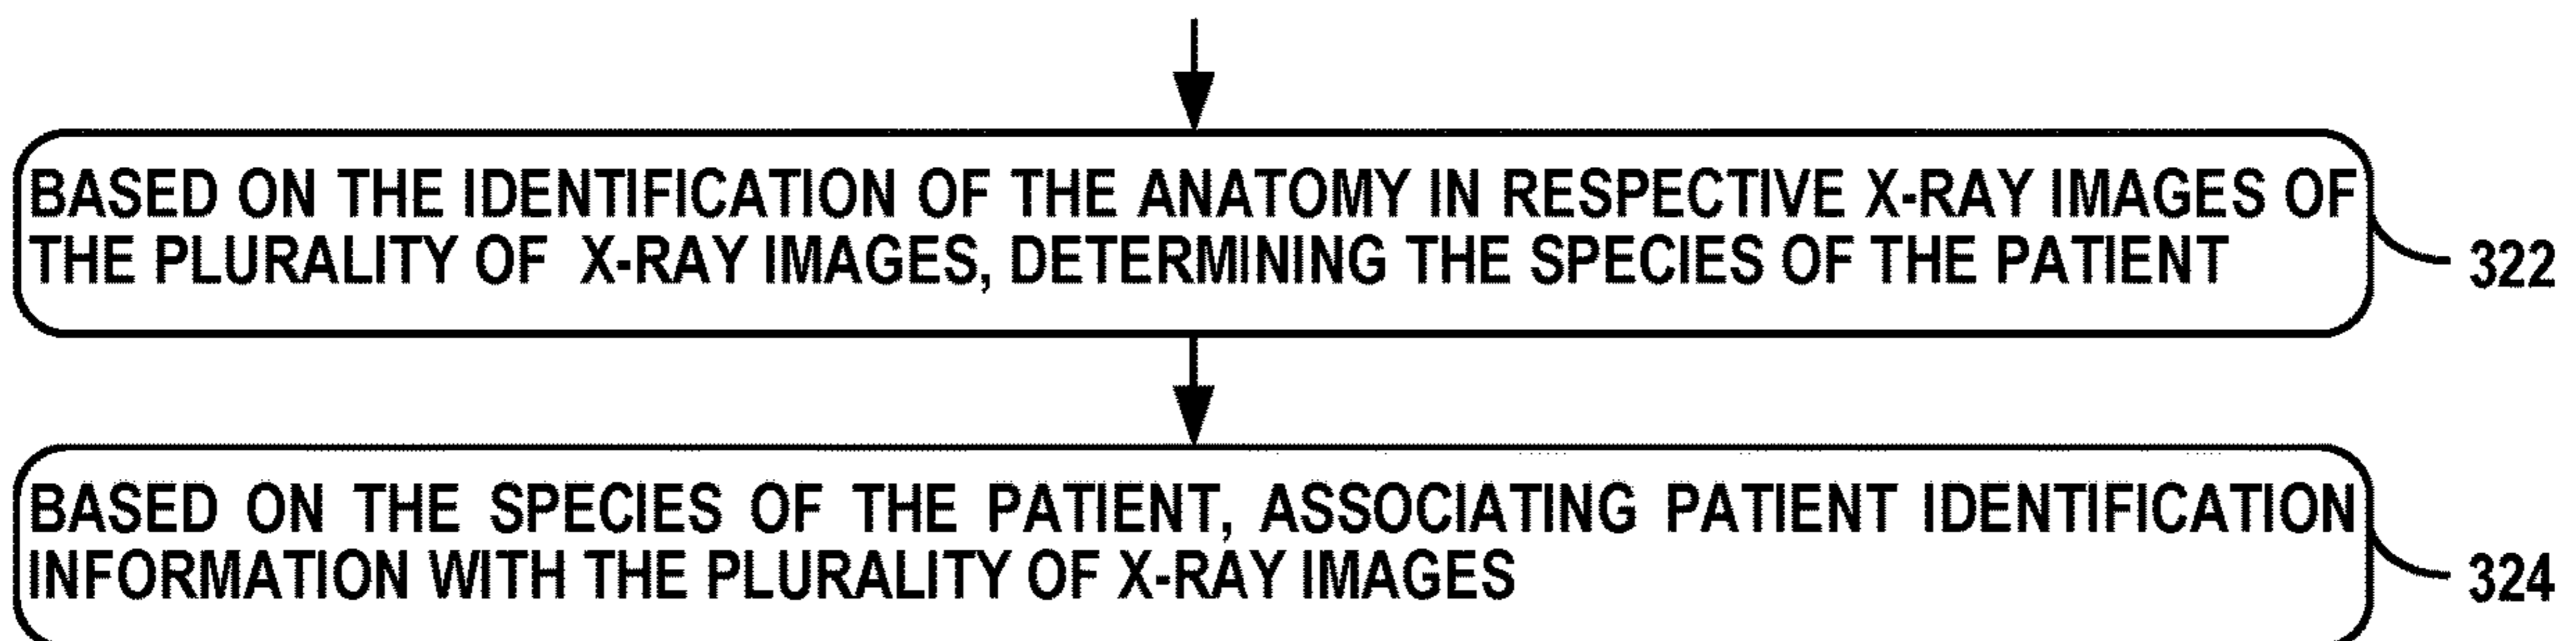 BASED ON THE IDENTIFICATION OF THE ANATOMY IN RESPECTIVE X-RAY IMAGES OF
THE PLURALITY OF X-RAY IMAGES, DETERMINING THE SPECIES OF THE PATIENT
322
BASED ON THE SPECIES OF THE PATIENT, ASSOCIATING PATIENT IDENTIFICATION
INFORMATION WITH THE PLURALITY OF X-RAY IMAGES
324